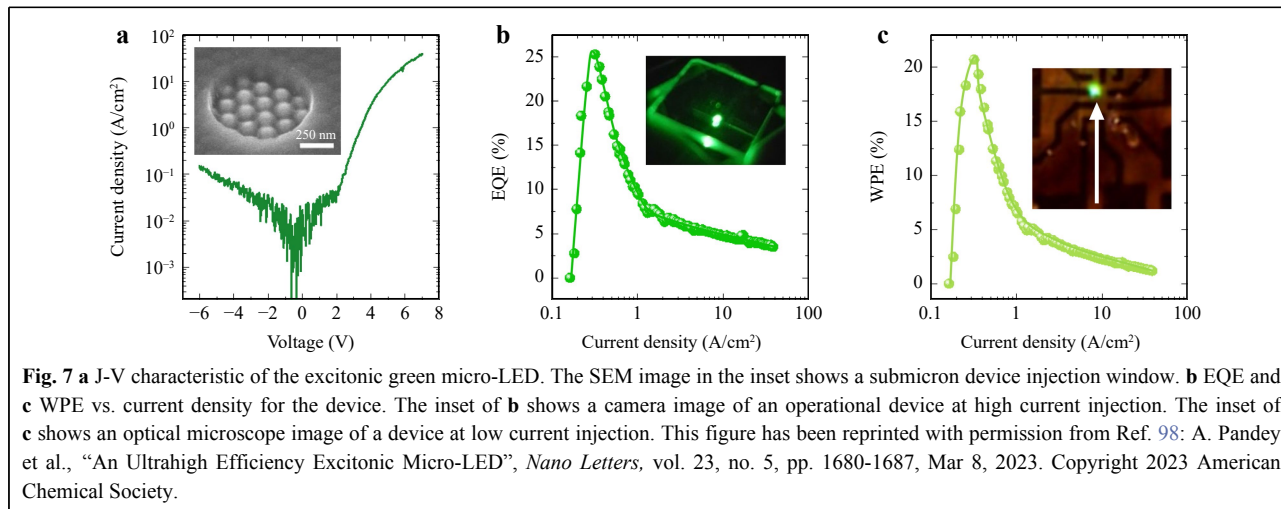 a
10²
10¹
10⁰
10⁻¹
10⁻²
10⁻³
Current density (A/cm²)
250 nm
−6 −4 −2 0 2 4 6 8
Voltage (V)
b
25
20
15
10
5
0
EQE (%)
0.1 1 10 100
Current density (A/cm²)
c
20
15
10
5
0
WPE (%)
0.1 1 10 100
Current density (A/cm²)
Fig. 7 a J-V characteristic of the excitonic green micro-LED. The SEM image in the inset shows a submicron device injection window. b EQE and
c WPE vs. current density for the device. The inset of b shows a camera image of an operational device at high current injection. The inset of
c shows an optical microscope image of a device at low current injection. This figure has been reprinted with permission from Ref. 98: A. Pandey
et al., “An Ultrahigh Efficiency Excitonic Micro-LED”, Nano Letters, vol. 23, no. 5, pp. 1680-1687, Mar 8, 2023. Copyright 2023 American
Chemical Society.